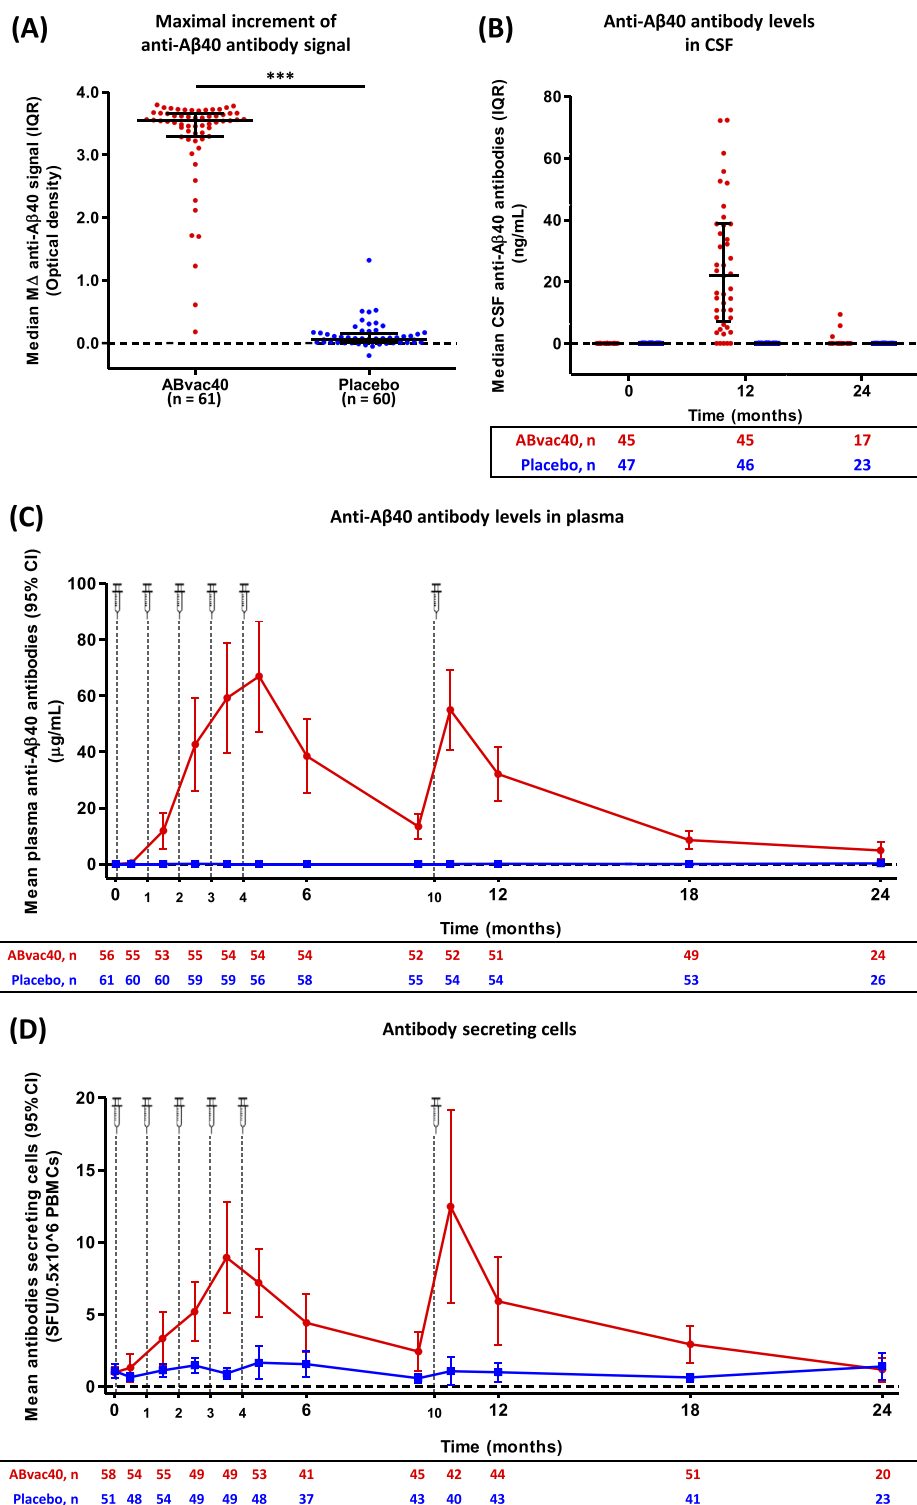 (A)
Maximal increment of
anti-Aβ40 antibody signal
***
Median MΔ anti-Aβ40 signal (IQR)
(Optical density)
4.0
3.0
2.0
1.0
0.0
ABvac40
(n = 61)
Placebo
(n = 60)
(B)
Anti-Aβ40 antibody levels
in CSF
Median CSF anti-Aβ40 antibodies (IQR)
(ng/mL)
80
60
40
20
0
0 12 24
Time (months)
ABvac40, n 45 45 17
Placebo, n 47 46 23
(C)
Anti-Aβ40 antibody levels in plasma
Mean plasma anti-Aβ40 antibodies (95% CI)
(μg/mL)
100
80
60
40
20
0
0 1 2 3 4 6 10 12 18 24
Time (months)
ABvac40, n 56 55 53 55 54 54 54 52 52 51 49 24
Placebo, n 61 60 60 59 59 56 58 55 54 54 53 26
(D)
Antibody secreting cells
Mean antibodies secreting cells (95%CI)
(SFU/0.5x10^6 PBMCs)
20
15
10
5
0
0 1 2 3 4 6 10 12 18 24
Time (months)
ABvac40, n 58 54 55 49 49 53 41 45 42 44 51 20
Placebo, n 51 48 54 49 49 48 37 43 40 43 41 23